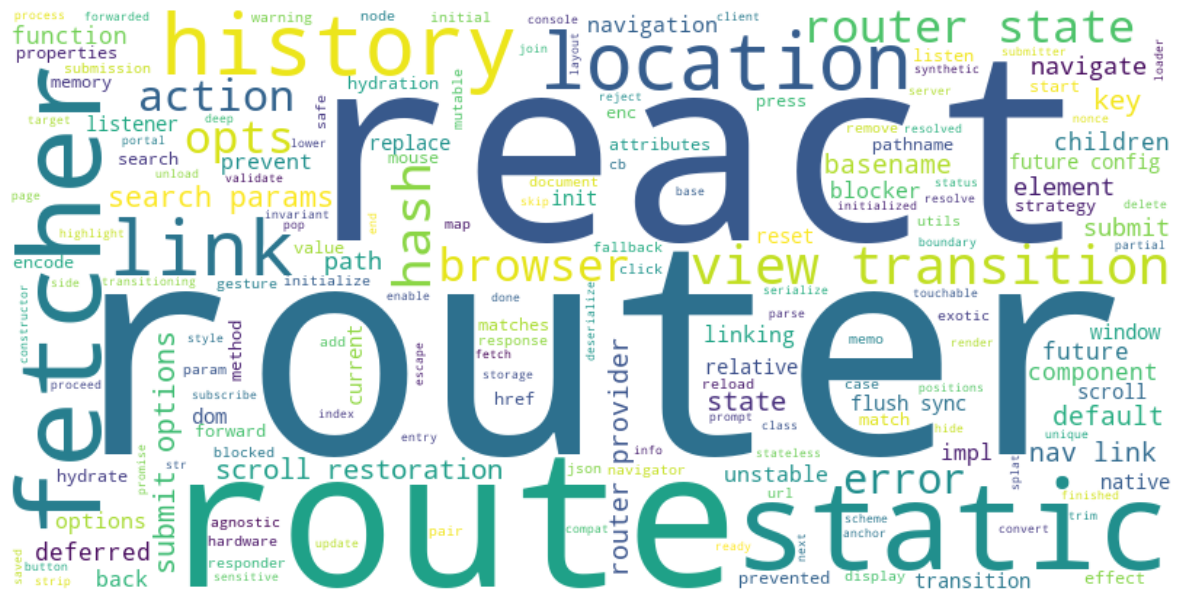 process
forwarded
warning
node
initial
console
navigation
client
router state
function
history
join
layout
location
listen
submitter
loader
properties
submission
synthetic
navigate
memory
action
hydration
mutable
reject
press
server
start
key
target
portal
deep
safe
enc
nonce
fetcher
listener
opts
lower
replace
react
attributes
remove
resolved
pathname
children
search
prevent
mouse
cb
basename
future config
unload
validate
hash
document
base
blocker
status
resolve
element
page
search params
skip
init
initialized
strategy
delete
invariant
pop
end
map
utils
submit
highlight
link
value
fallback
reset
boundary
partial
encode
path
browser
click
view transition
side
transitioning
gesture
initialize
constructor
router
enable
done
deserialize
serialize
touchable
parse
exotic
style
method
add
current
matches
response
linking
memo
render
window
submit options
param
escape
fetch
router provider
relative
future
proceed
subscribe
storage
reload
case
positions
component
dom
index
href
state
flush sync
scroll
forward
prompt
class
match
hide
default
promise
blocked
entry
info
unique
hydrate
str
scroll restoration
json
navigator
stateless
impl
nav link
unstable
error
splat
native
options
route
url
static
finished
agnostic
pair
compat
scheme
convert
trim
deferred
hardware
update
ready
next
anchor
saved
button
strip
back
responder
sensitive
prevented
display
transition
effect